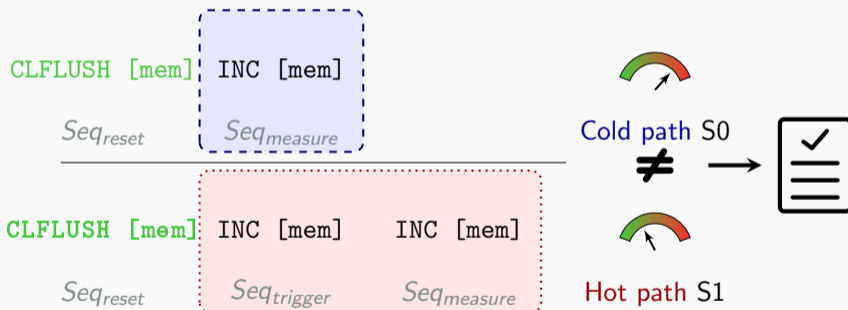 CLFLUSH [mem] INC [mem]
Seqreset Seqmeasure
Cold path S0
≠
CLFLUSH [mem] INC [mem] INC [mem]
Seqreset Seqtrigger Seqmeasure
Hot path S1